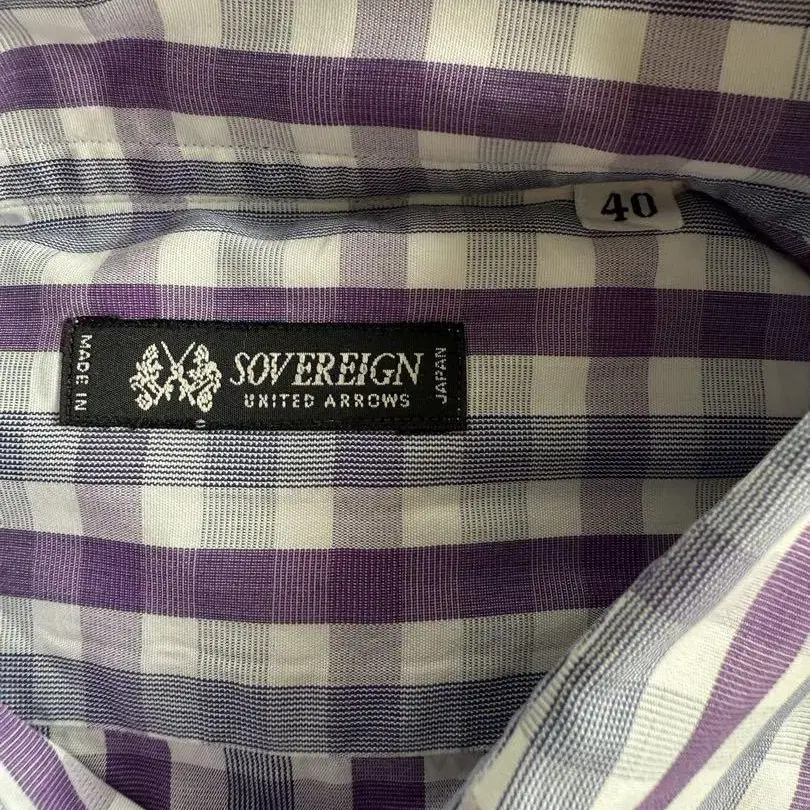 40
MADE IN
SOVEREIGN
UNITED ARROWS
JAPAN